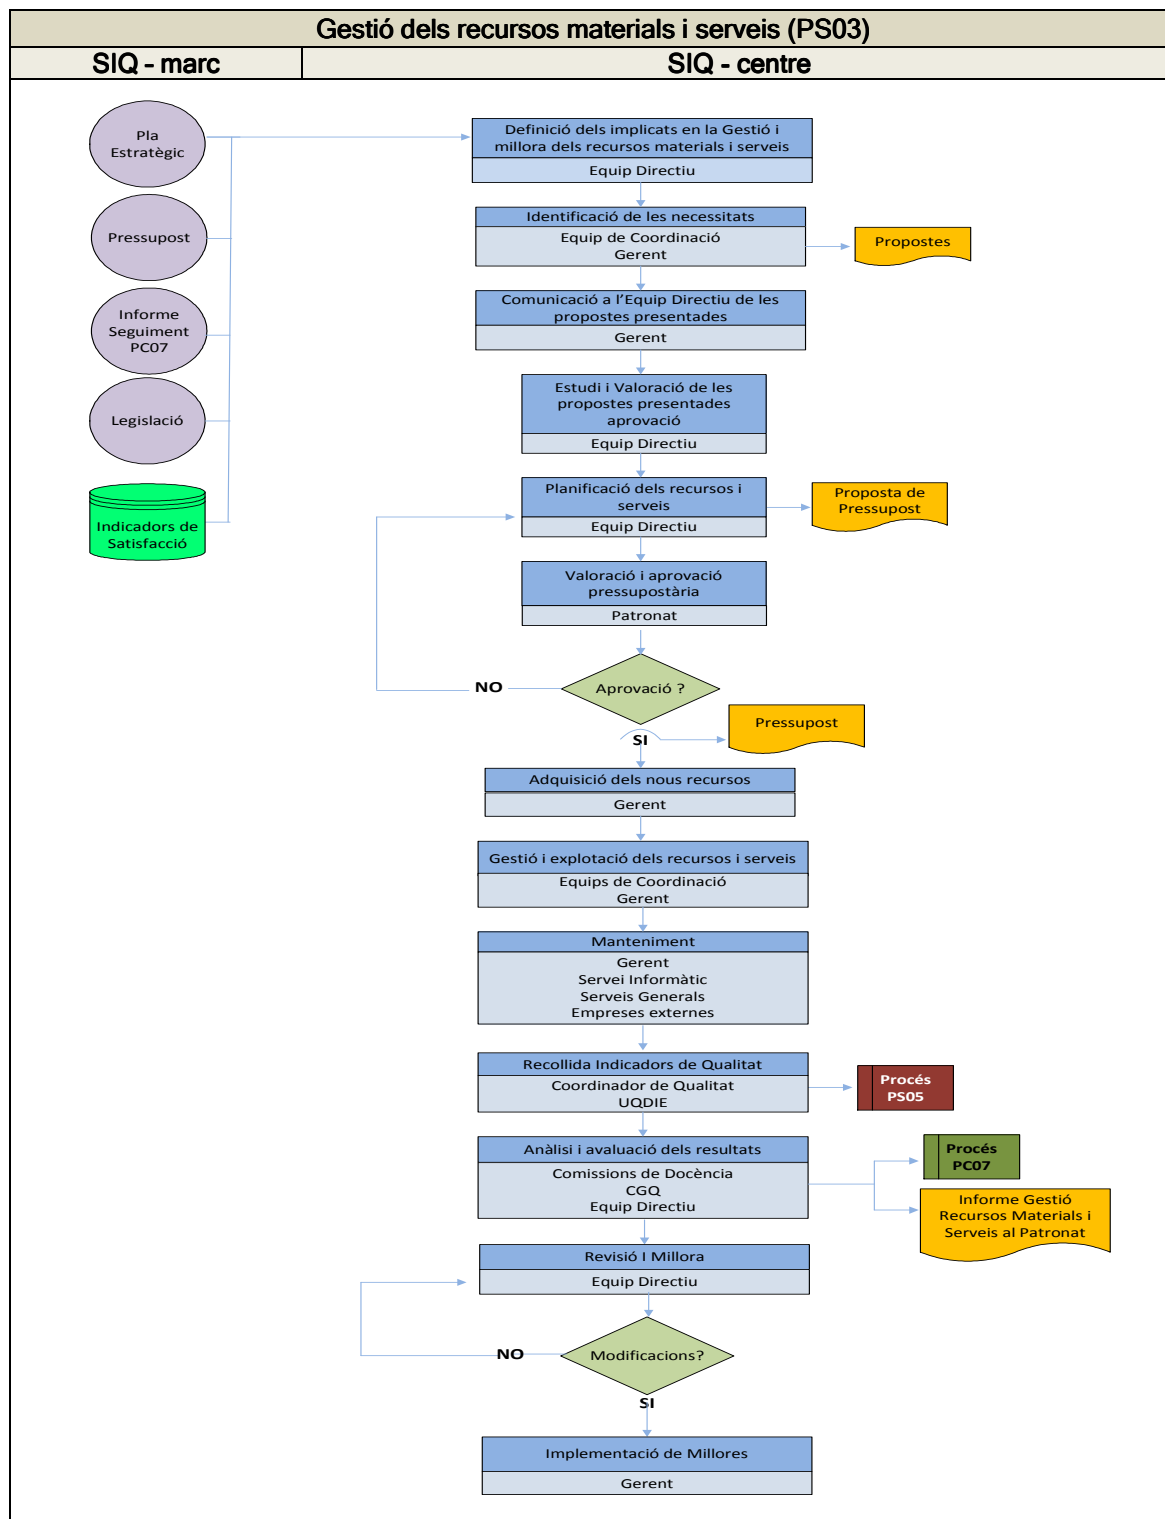 Gestió dels recursos materials i serveis (PS03)
SIQ - marc
SIQ - centre
Pla
Estratègic
Pressupost
Informe
Seguiment
PC07
Legislació
Indicadors de
Satisfacció
Definició dels implicats en la Gestió i
millora dels recursos materials i serveis
Equip Directiu
Identificació de les necessitats
Equip de Coordinació
Gerent
Propostes
Comunicació a l'Equip Directiu de les
propostes presentades
Gerent
Estudi i Valoració de les
propostes presentades
aprovació
Equip Directiu
Planificació dels recursos i
serveis
Equip Directiu
Proposta de
Pressupost
Valoració i aprovació
pressupostària
Patronat
Aprovació ?
NO
SI
Pressupost
Adquisició dels nous recursos
Gerent
Gestió i explotació dels recursos i serveis
Equips de Coordinació
Gerent
Manteniment
Gerent
Servei Informàtic
Serveis Generals
Empreses externes
Recollida Indicadors de Qualitat
Coordinador de Qualitat
UQDIE
Procés
PS05
Anàlisi i avaluació dels resultats
Comissions de Docència
CGQ
Equip Directiu
Procés
PC07
Informe Gestió
Recursos Materials i
Serveis al Patronat
Revisió I Millora
Equip Directiu
Modificacions?
NO
SI
Implementació de Millores
Gerent